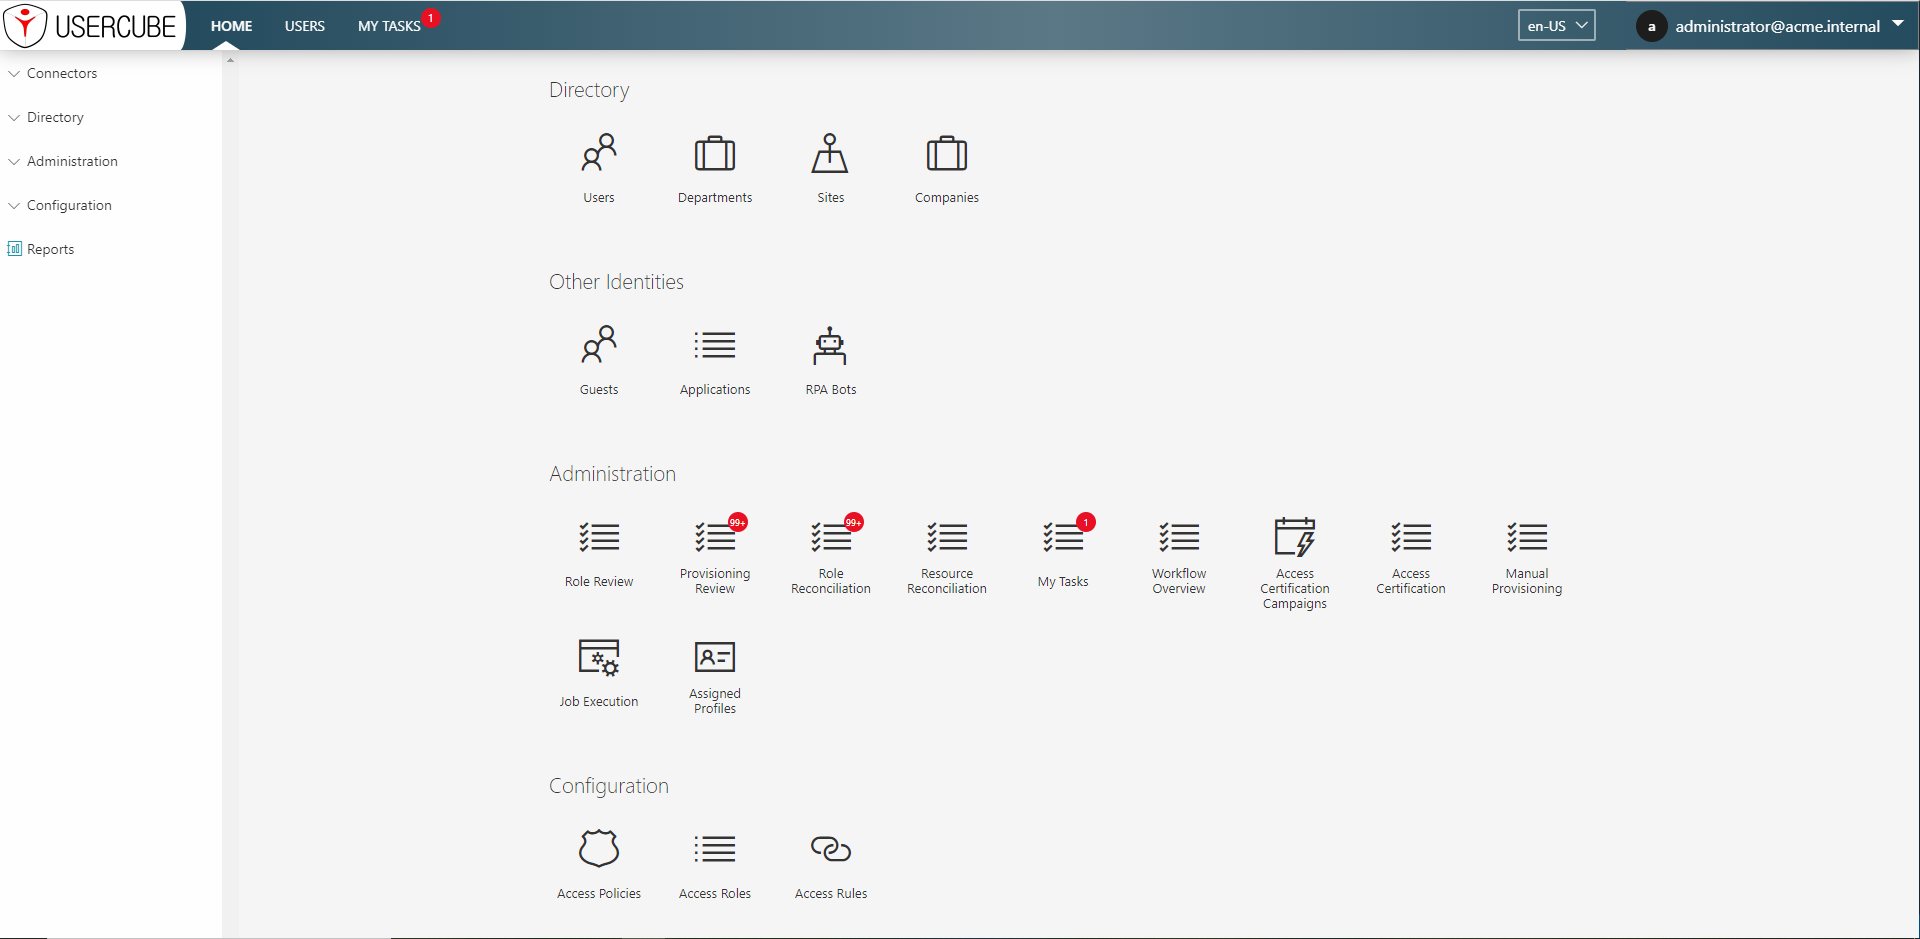 USERCUBE
HOME
USERS
MY TASKS
1
en-US
a
administrator@acme.internal
Connectors
Directory
Administration
Configuration
Reports
Directory
Users
Departments
Sites
Companies
Other Identities
Guests
Applications
RPA Bots
Administration
Role Review
99+
Provisioning
Review
99+
Role
Reconciliation
Resource
Reconciliation
1
My Tasks
Workflow
Overview
Access
Certification
Campaigns
Access
Certification
Manual
Provisioning
Job Execution
Assigned
Profiles
Configuration
Access Policies
Access Roles
Access Rules